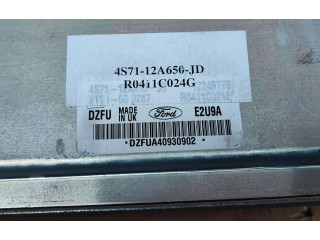 4S71-12A650-JD
R0411C024G
DZFU MADE IN UK Ford E2U9A
*DZFUA40930902*